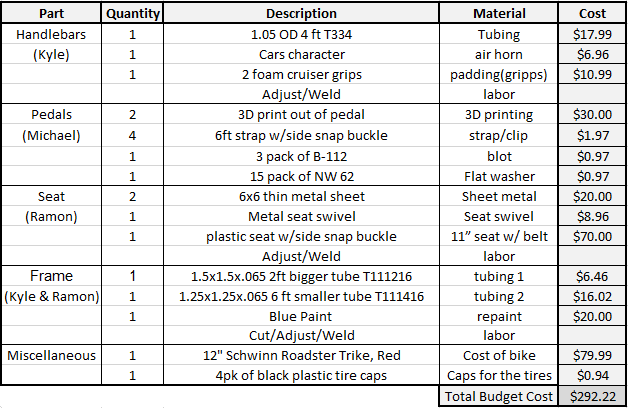 Part Quantity Description Material Cost
Handlebars 1 1.05 OD 4 ft T334 Tubing $17.99
(Kyle) 1 Cars character air horn $6.96
1 2 foam cruiser grips padding(gripps) $10.99
Adjust/Weld labor
Pedals 2 3D print out of pedal 3D printing $30.00
(Michael) 4 6ft strap w/side snap buckle strap/clip $1.97
1 3 pack of B-112 blot $0.97
1 15 pack of NW 62 Flat washer $0.97
Seat 2 6x6 thin metal sheet Sheet metal $20.00
(Ramon) 1 Metal seat swivel Seat swivel $8.96
1 plastic seat w/side snap buckle 11” seat w/ belt $70.00
Adjust/Weld labor
Frame 1 1.5x1.5x.065 2ft bigger tube T111216 tubing 1 $6.46
(Kyle & Ramon) 1 1.25x1.25x.065 6 ft smaller tube T111416 tubing 2 $16.02
1 Blue Paint repaint $20.00
Cut/Adjust/Weld labor
Miscellaneous 1 12" Schwinn Roadster Trike, Red Cost of bike $79.99
1 4pk of black plastic tire caps Caps for the tires $0.94
Total Budget Cost $292.22